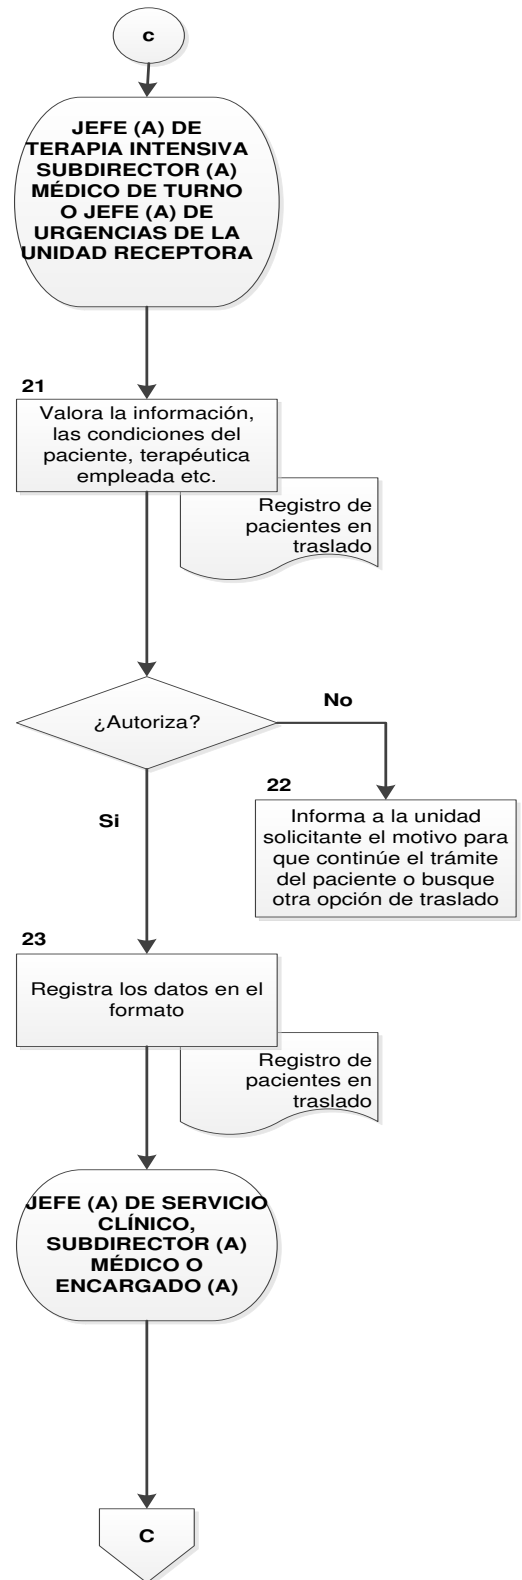 c
JEFE (A) DE
TERAPIA INTENSIVA
SUBDIRECTOR (A)
MÉDICO DE TURNO
O JEFE (A) DE
URGENCIAS DE LA
UNIDAD RECEPTORA
21
Valora la información,
las condiciones del
paciente, terapéutica
empleada etc.
Registro de
pacientes en
traslado
¿Autoriza?
No
Si
22
Informa a la unidad
solicitante el motivo para
que continúe el trámite
del paciente o busque
otra opción de traslado
23
Registra los datos en el
formato
Registro de
pacientes en
traslado
JEFE (A) DE SERVICIO
CLÍNICO,
SUBDIRECTOR (A)
MÉDICO O
ENCARGADO (A)
C